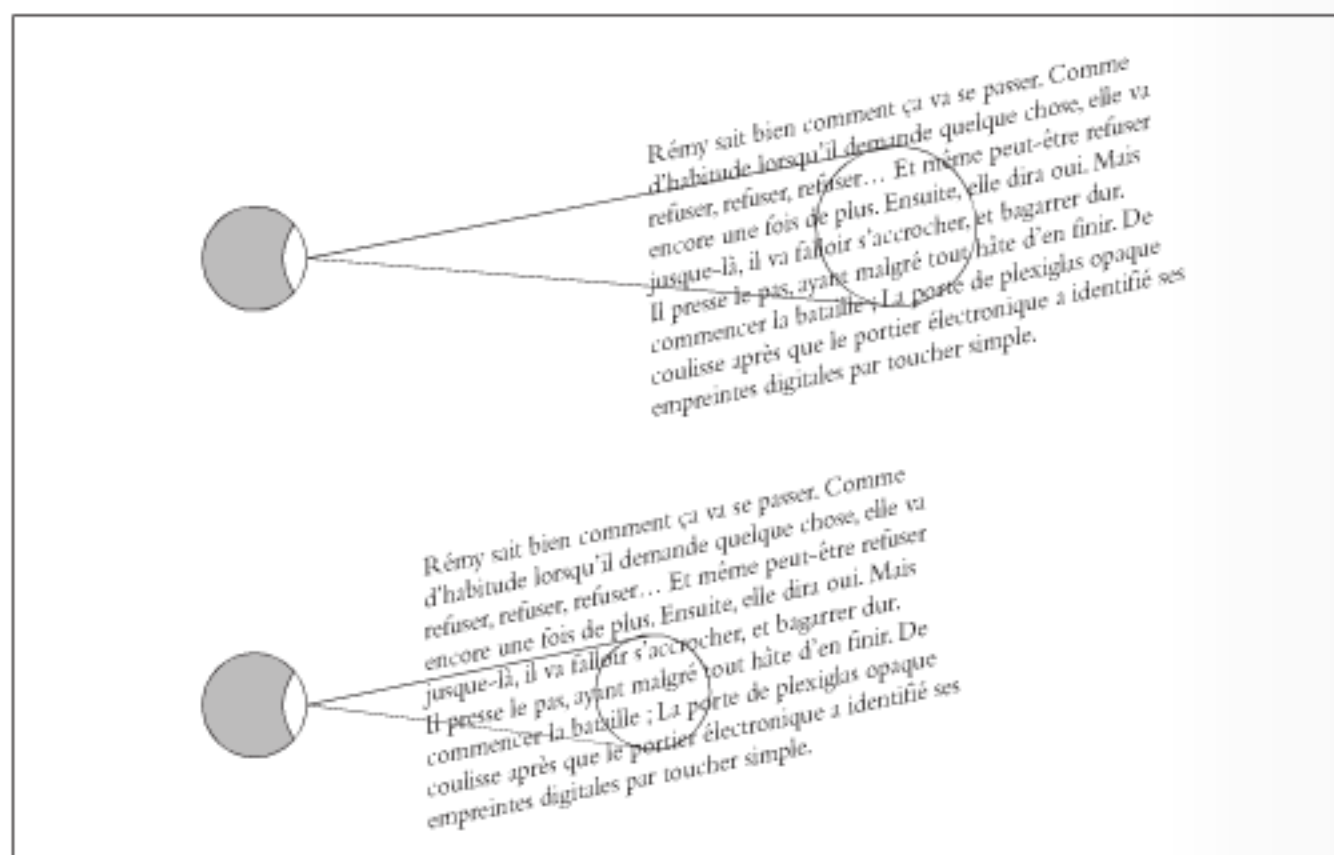 Rémy sait bien comment ça va se passer. Comme
d'habitude lorsqu'il demande quelque chose, elle va
refuser, refuser, refuser… Et même peut-être refuser
encore une fois de plus. Ensuite, elle dira oui. Mais
jusque-là, il va falloir s'accrocher, et bagarrer dur.
Il presse le pas, ayant malgré tout hâte d'en finir. De
commencer la bataille ; La porte de plexiglas opaque
coulisse après que le portier électronique a identifié ses
empreintes digitales par toucher simple.
Rémy sait bien comment ça va se passer. Comme
d'habitude lorsqu'il demande quelque chose, elle va
refuser, refuser, refuser… Et même peut-être refuser
encore une fois de plus. Ensuite, elle dira oui. Mais
jusque-là, il va falloir s'accrocher, et bagarrer dur.
Il presse le pas, ayant malgré tout hâte d'en finir. De
commencer la bataille ; La porte de plexiglas opaque
coulisse après que le portier électronique a identifié ses
empreintes digitales par toucher simple.